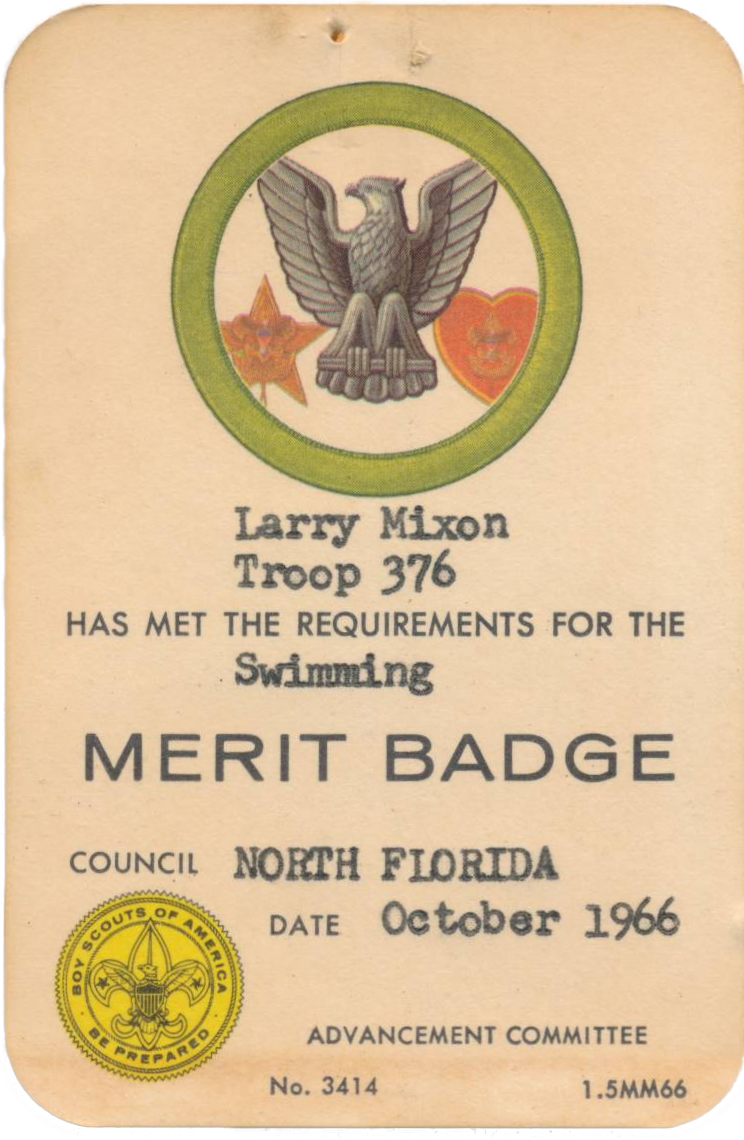 Larry Mixon
Troop 376
HAS MET THE REQUIREMENTS FOR THE
Swimming
MERIT BADGE
COUNCIL NORTH FLORIDA
DATE October 1966
BOY SCOUTS OF AMERICA
BE PREPARED
ADVANCEMENT COMMITTEE
No. 3414 1.5MM66